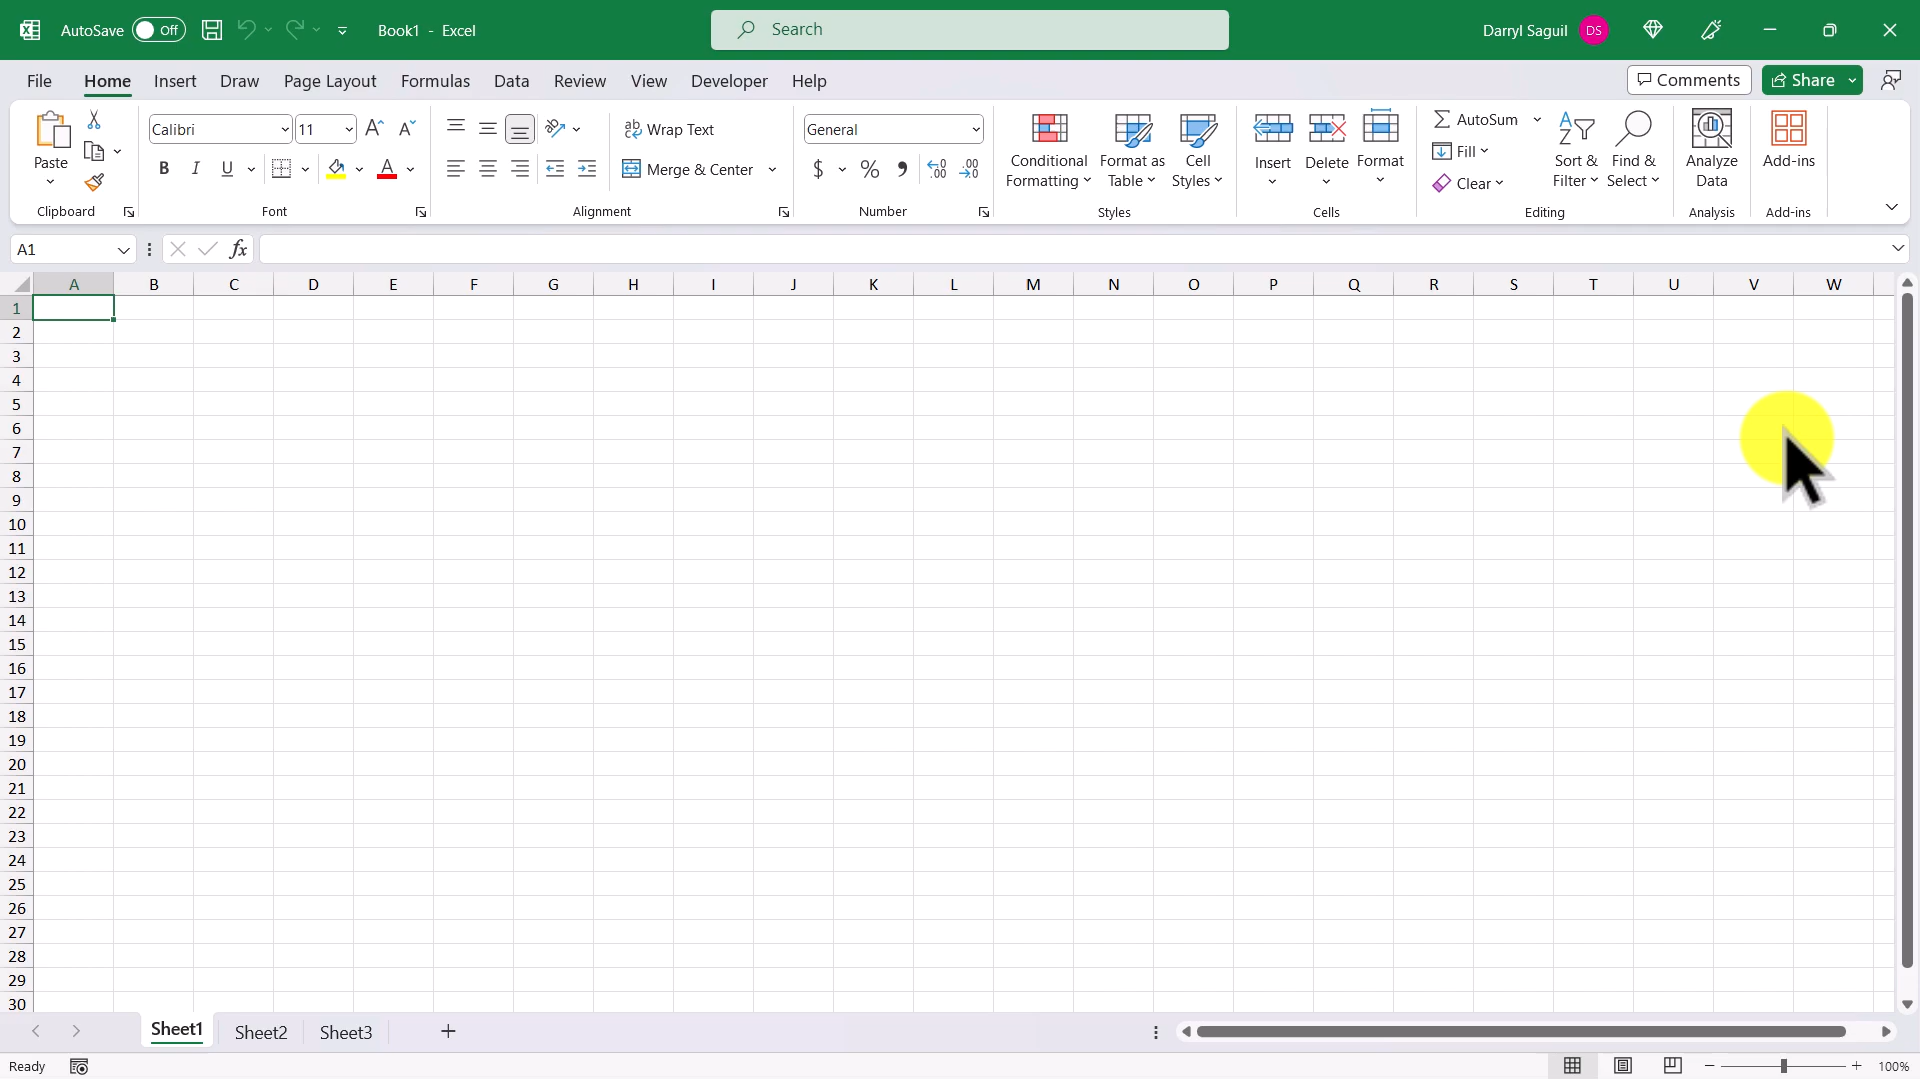 AutoSave Off Book1 - Excel Search Darryl Saguil DS
File Home Insert Draw Page Layout Formulas Data Review View Developer Help Comments Share
Paste
Clipboard
Calibri 11
B I U A
Font
ab Wrap Text
Merge & Center
Alignment
General
$ % , .00
Number
Conditional Formatting
Format as Table
Cell Styles
Styles
Insert Delete Format
Cells
AutoSum
Fill
Clear
Sort & Filter
Find & Select
Editing
Analyze Data
Analysis
Add-ins
Add-ins
A1 fx
A B C D E F G H I J K L M N O P Q R S T U V W
1
2
3
4
5
6
7
8
9
10
11
12
13
14
15
16
17
18
19
20
21
22
23
24
25
26
27
28
29
30
Sheet1 Sheet2 Sheet3 +
Ready 100%